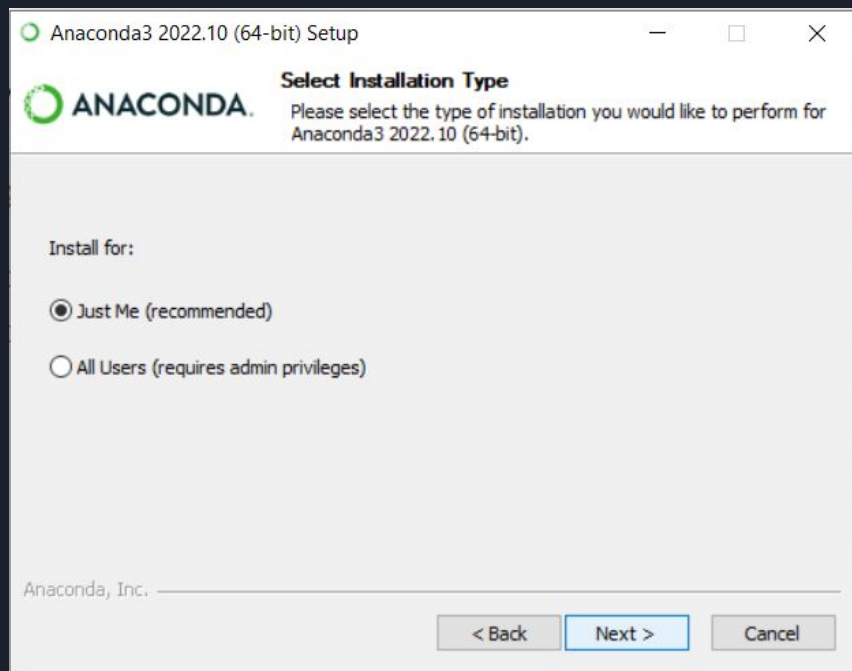 Anaconda3 2022.10 (64-bit) Setup
ANACONDA.
Select Installation Type
Please select the type of installation you would like to perform for
Anaconda3 2022.10 (64-bit).
Install for:
Just Me (recommended)
All Users (requires admin privileges)
Anaconda, Inc.
< Back
Next >
Cancel